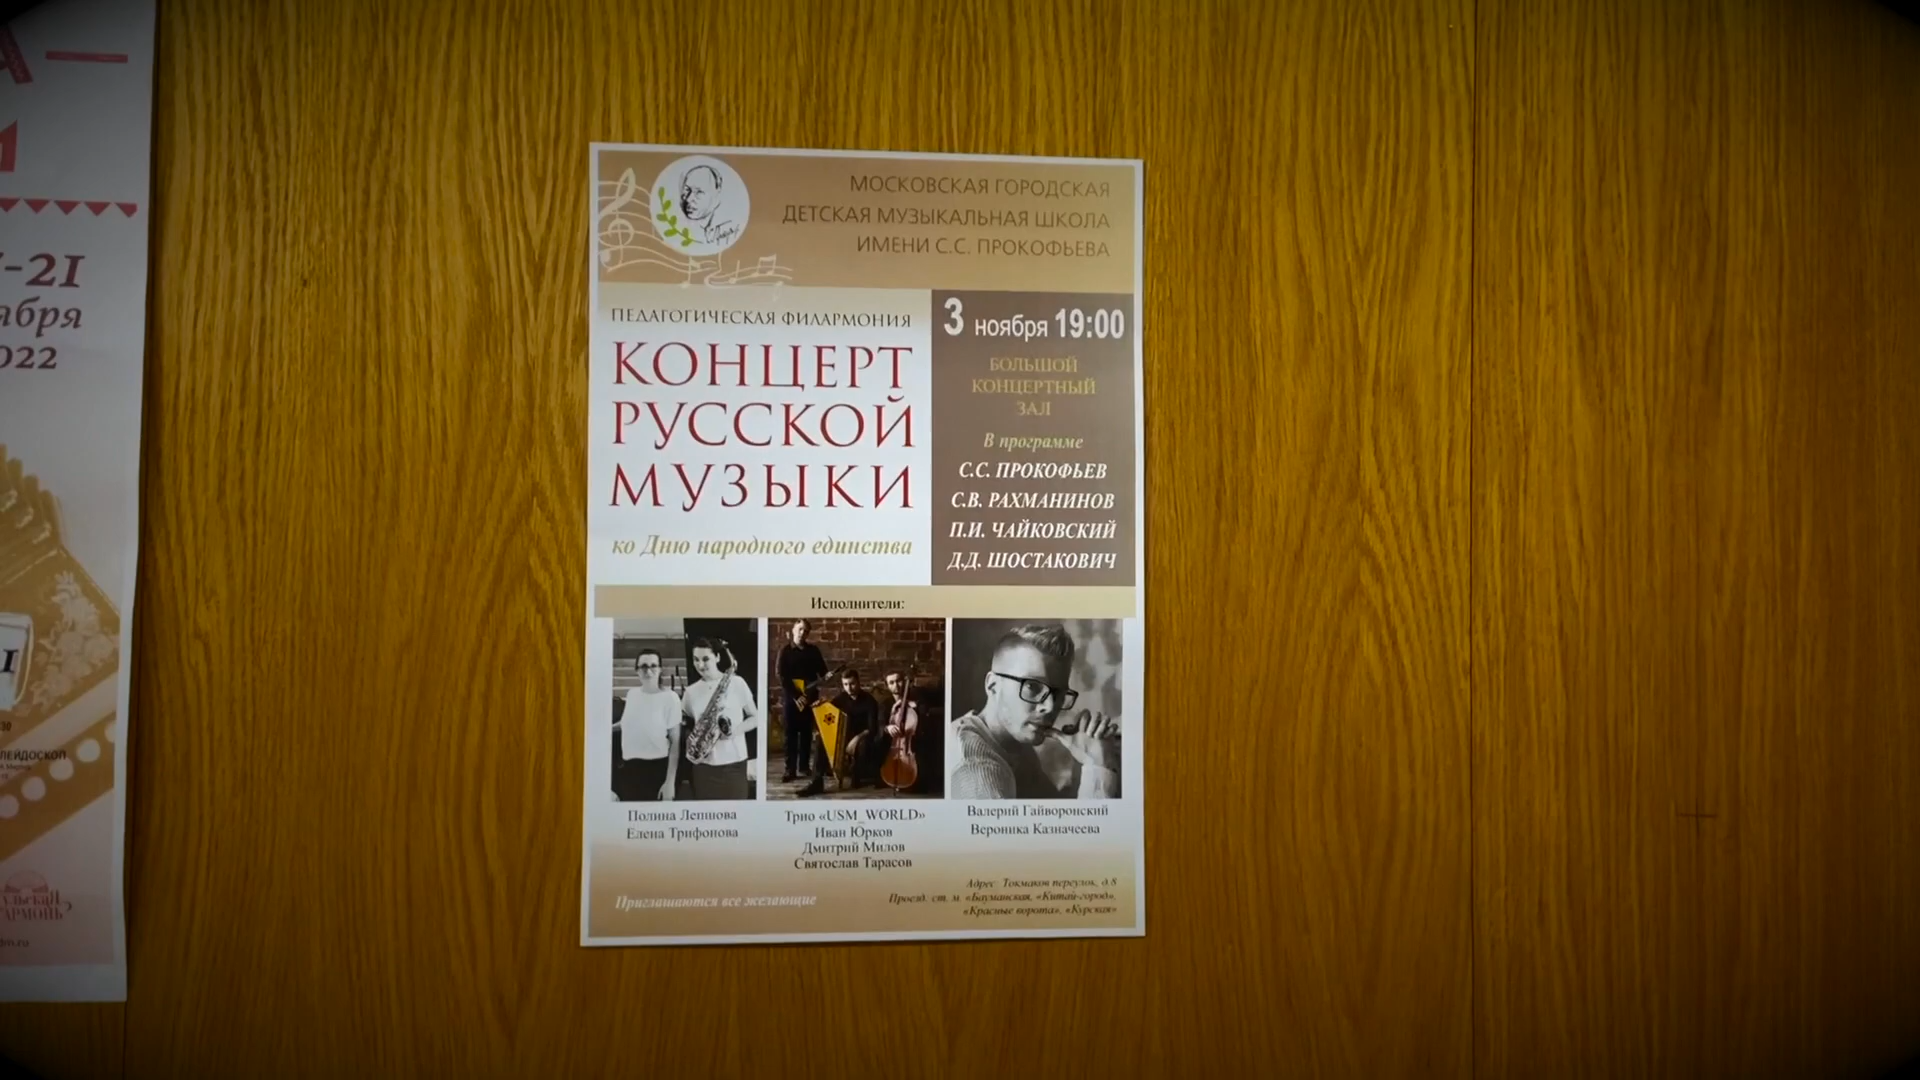 -21
2022
ЛЕЙДОСКОП
МОСКОВСКАЯ ГОРОДСКАЯ
ДЕТСКАЯ МУЗЫКАЛЬНАЯ ШКОЛА
ИМЕНИ С.С. ПРОКОФЬЕВА
ПЕДАГОГИЧЕСКАЯ ФИЛАРМОНИЯ
КОНЦЕРТ
РУССКОЙ
МУЗЫКИ
ко Дню народного единства
3 ноября 19:00
БОЛЬШОЙ
КОНЦЕРТНЫЙ
ЗАЛ
В программе
С.С. ПРОКОФЬЕВ
С.В. РАХМАНИНОВ
П.И. ЧАЙКОВСКИЙ
Д.Д. ШОСТАКОВИЧ
Исполнители:
Полина Лепшова
Елена Трифонова
Трио «USM_WORLD»
Иван Юрков
Дмитрий Милов
Святослав Тарасов
Валерий Гайворонский
Вероника Казначеева
Приглашаются все желающие
Адрес: Токмаков переулок, д.8
Проезд: ст. м. «Бауманская, «Китай-город»,
«Красные ворота», «Курская»